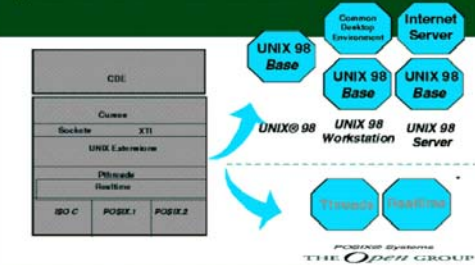 CDE
Curses
Sockets XTI
UNIX Extensions
Pthreads
Realtime
ISO C POSIX.1 POSIX.2
UNIX 98
Base
UNIX® 98
Common
Desktop
Environment
UNIX 98
Base
UNIX 98
Workstation
Internet
Server
UNIX 98
Base
UNIX 98
Server
Threads
Realtime
POSIX® Systems
THE Open GROUP